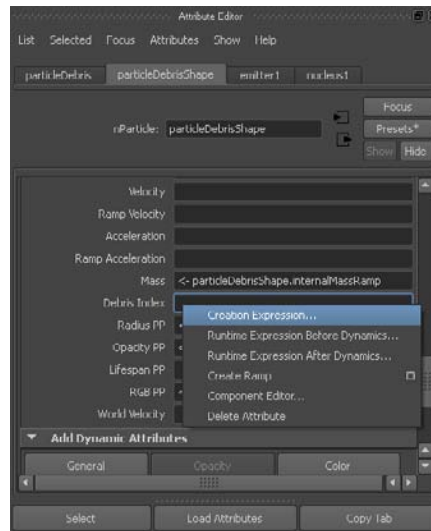 Attribute Editor
List Selected Focus Attributes Show Help
particleDebris particleDebrisShape emitter1 nucleus1
Focus
nParticle: particleDebrisShape Presets*
Show Hide
Velocity
Ramp Velocity
Acceleration
Ramp Acceleration
Mass <- particleDebrisShape.internalMassRamp
Debris Index
Creation Expression...
Radius PP
Runtime Expression Before Dynamics...
Opacity PP
Runtime Expression After Dynamics...
Lifespan PP
Create Ramp
RGB PP
Component Editor...
World Velocity
Delete Attribute
Add Dynamic Attributes
General Opacity Color
Select Load Attributes Copy Tab